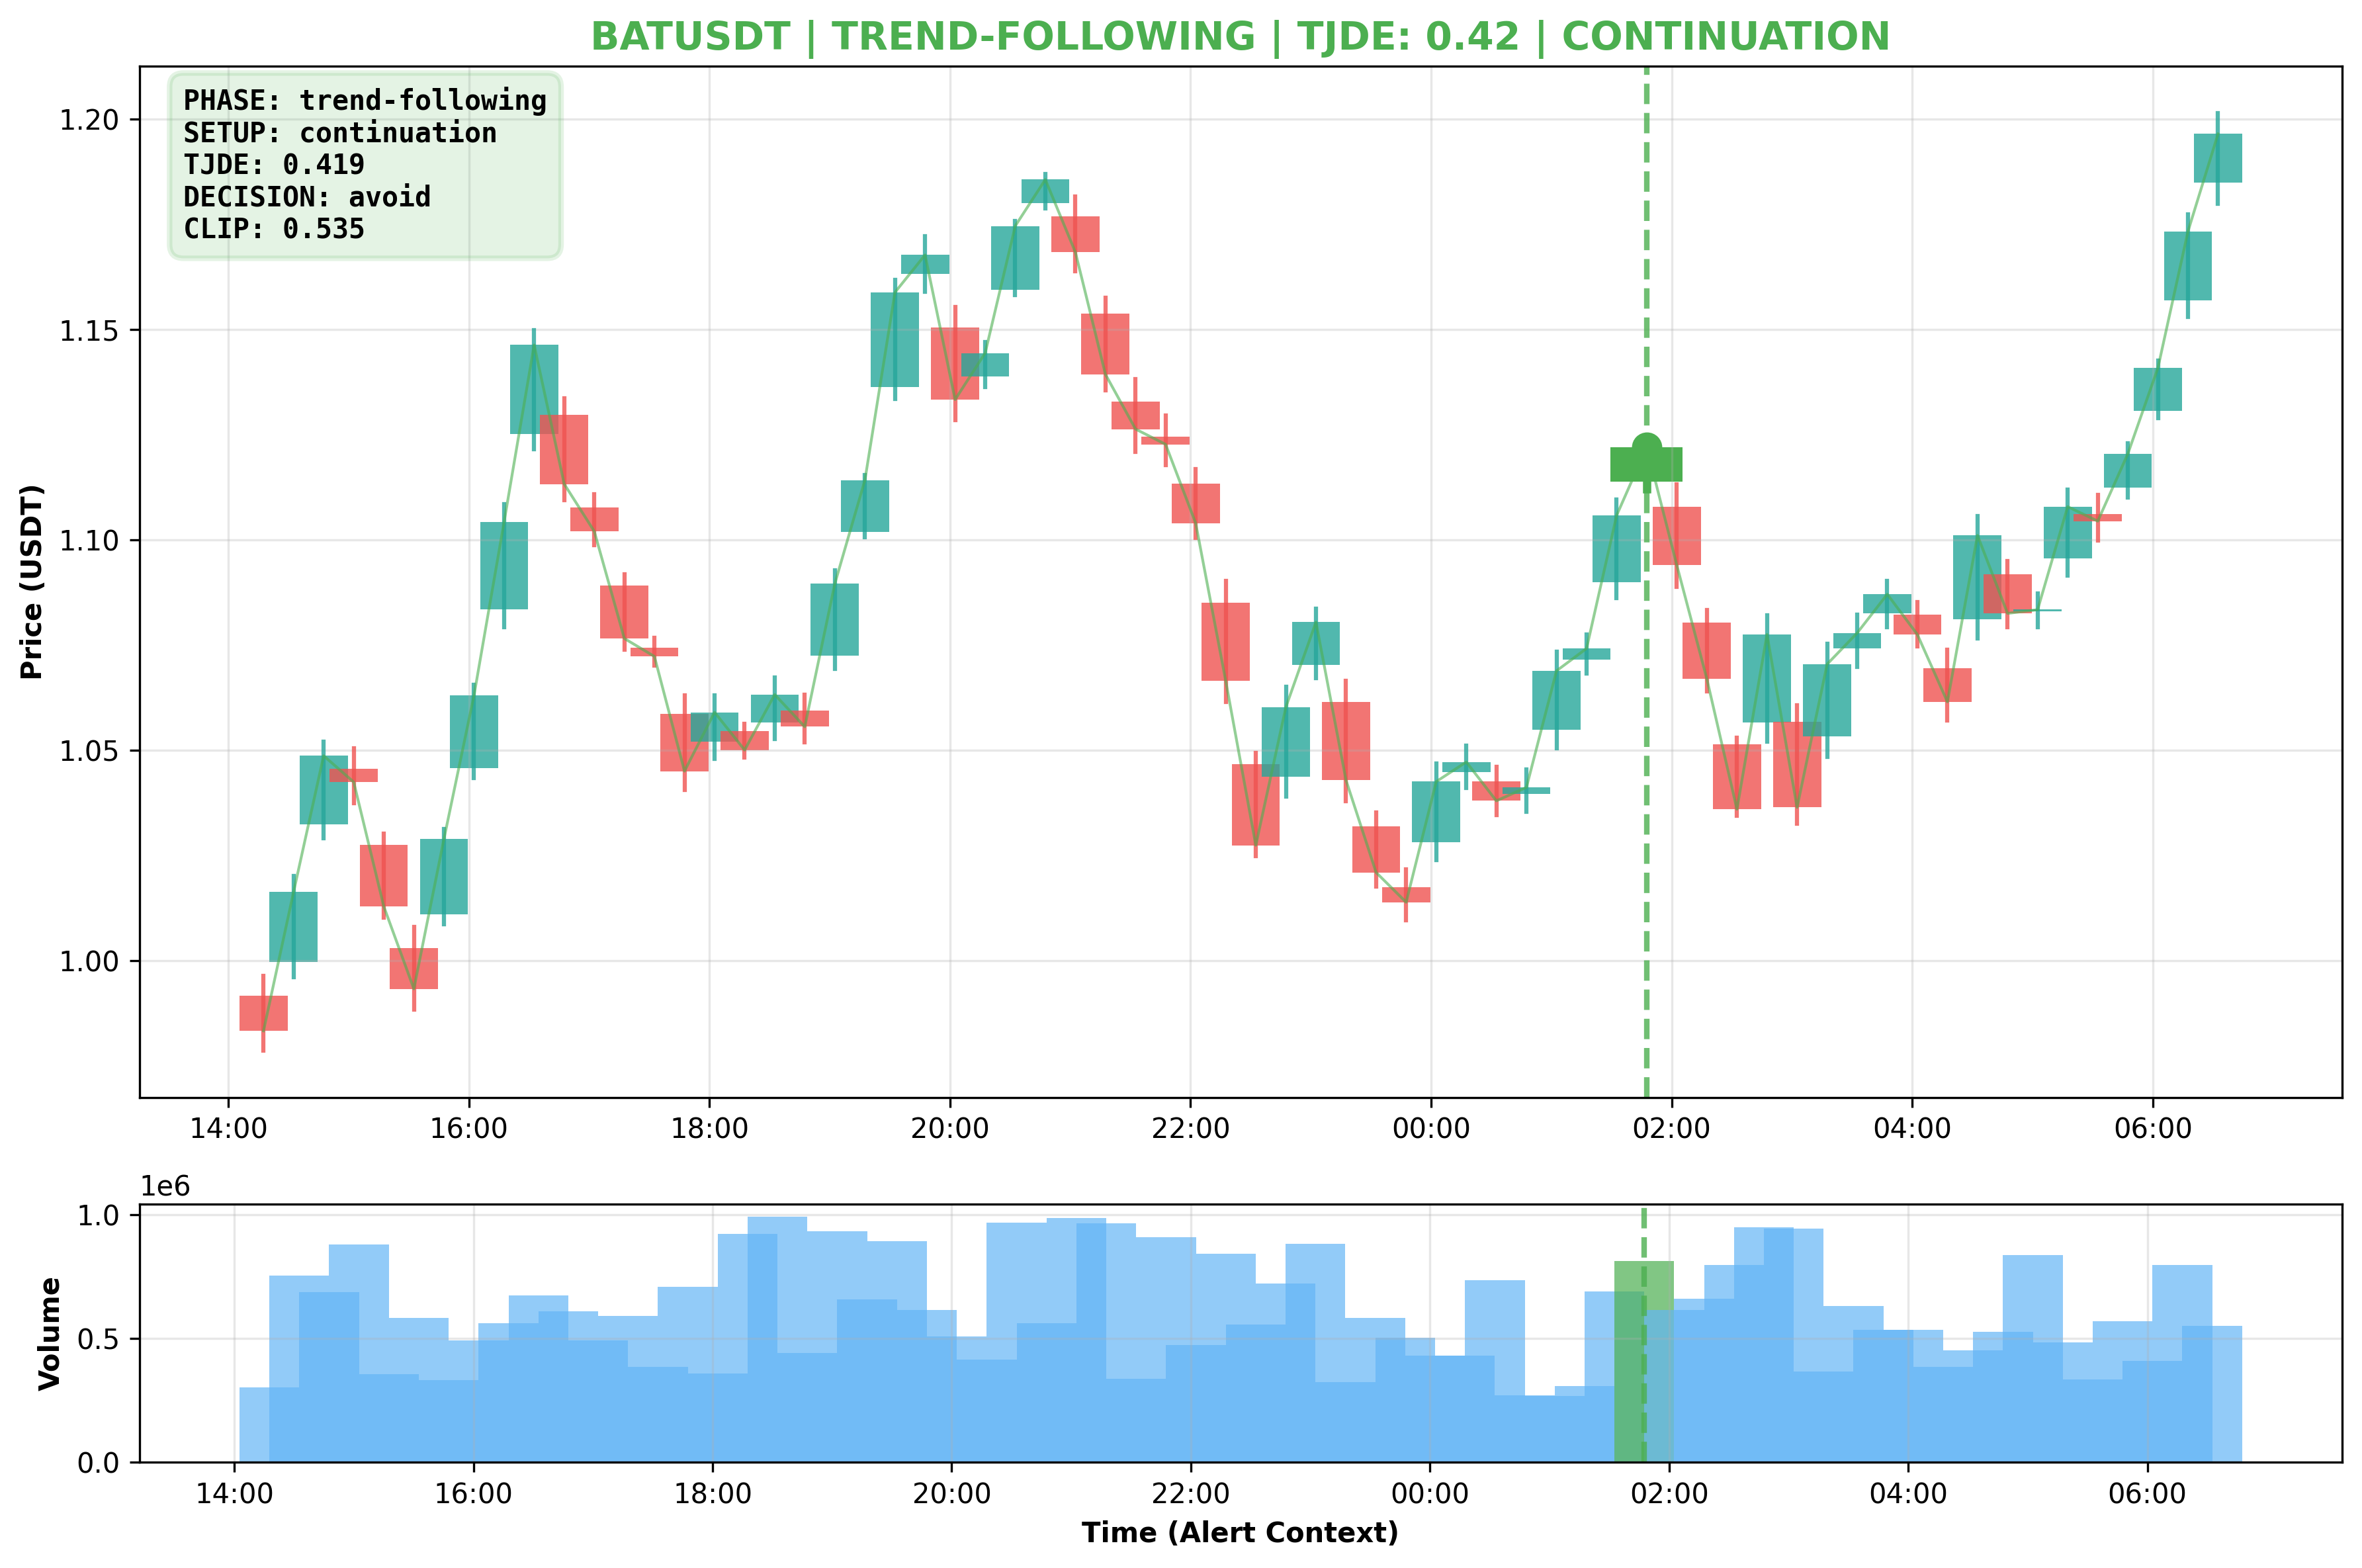 BATUSDT | TREND-FOLLOWING | TJDE: 0.42 | CONTINUATION
PHASE: trend-following
SETUP: continuation
TJDE: 0.419
DECISION: avoid
CLIP: 0.535
Price (USDT)
1.20
1.15
1.10
1.05
1.00
14:00 16:00 18:00 20:00 22:00 00:00 02:00 04:00 06:00
1e6
Volume
1.0
0.5
0.0
14:00 16:00 18:00 20:00 22:00 00:00 02:00 04:00 06:00
Time (Alert Context)